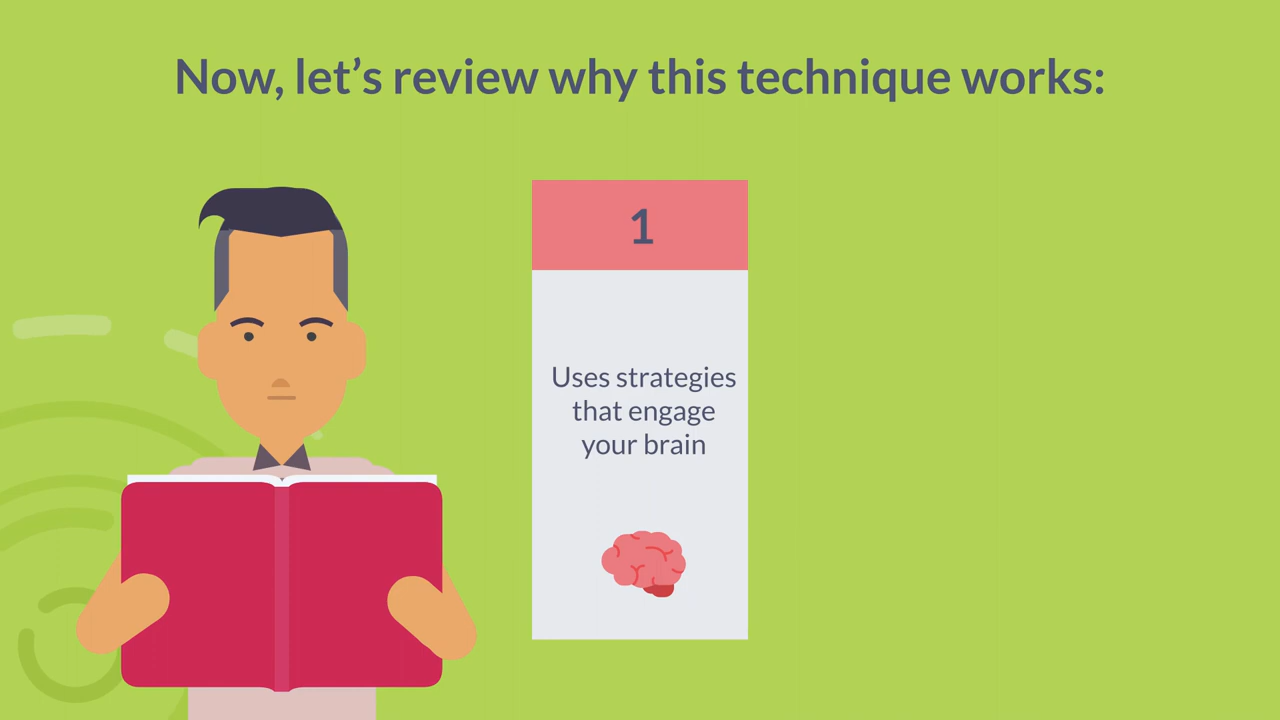 Now, let’s review why this technique works:
1
Uses strategies
that engage
your brain